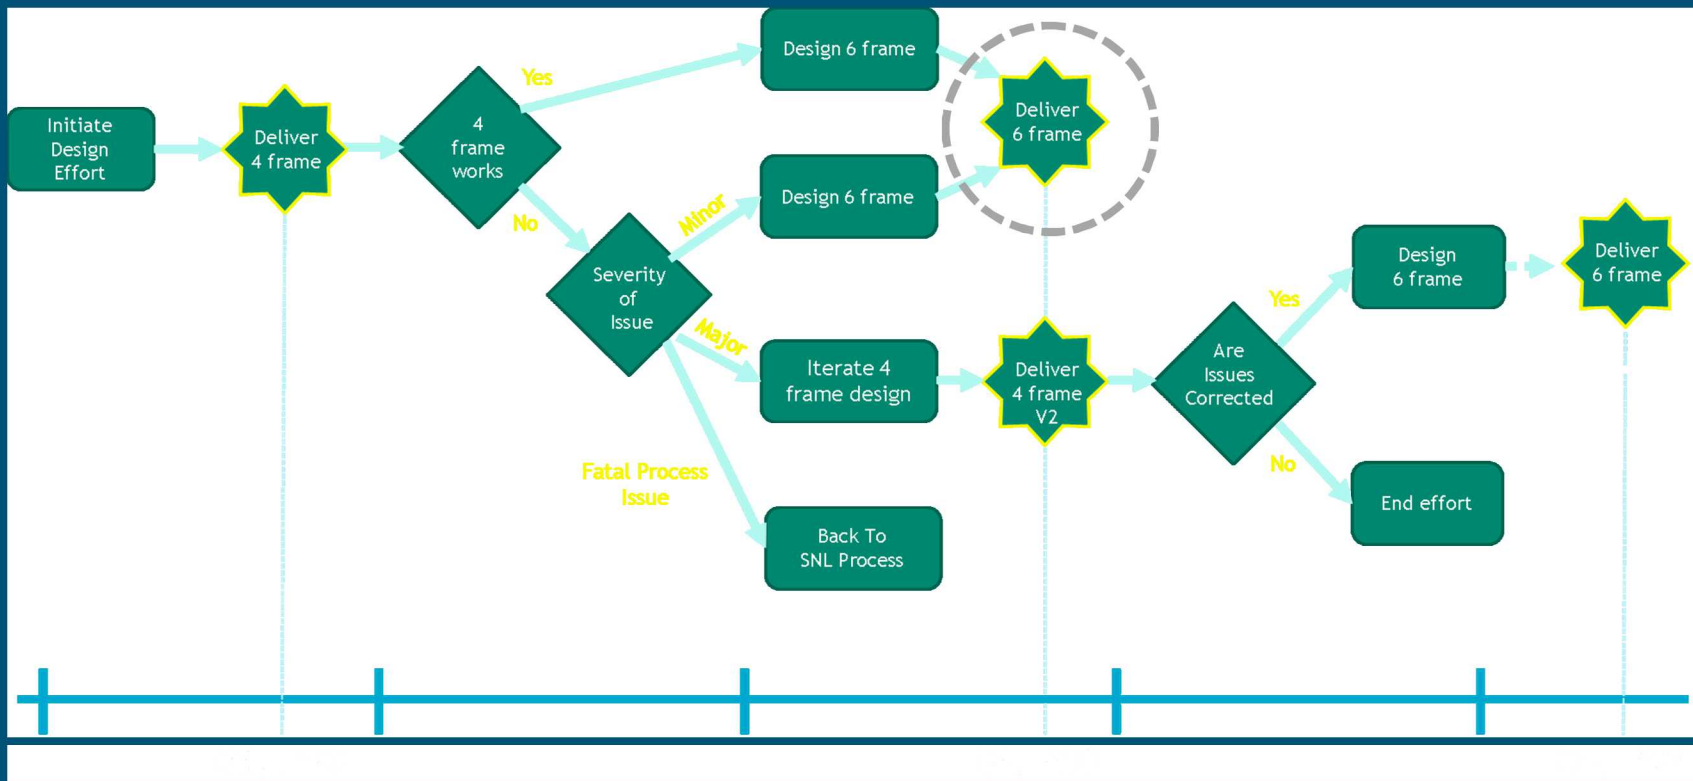 Initiate
Design
Effort
Deliver
4 frame
4
frame
works
Yes
No
Design 6 frame
Deliver
6 frame
Severity
of
Issue
Minor
Design 6 frame
Major
Iterate 4
frame design
Deliver
4 frame
V2
Fatal Process
Issue
Back To
SNL Process
Are
Issues
Corrected
Yes
No
Design
6 frame
Deliver
6 frame
End effort